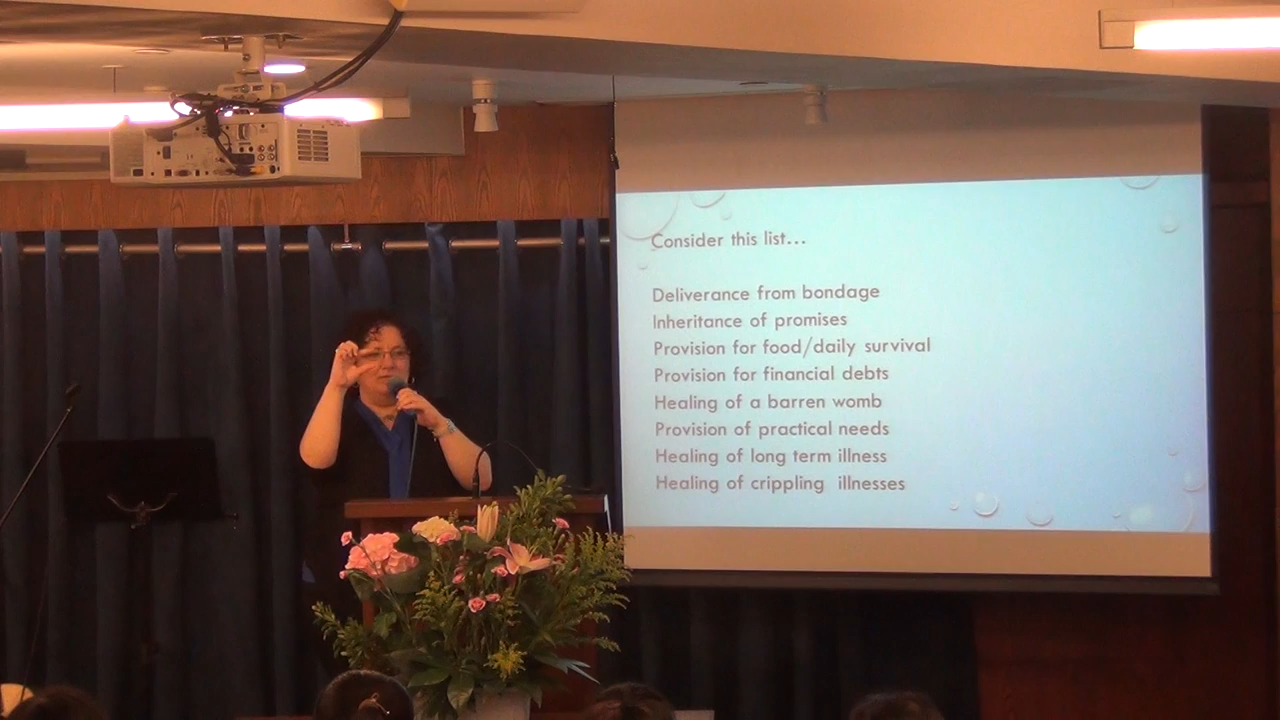 Consider this list...
Deliverance from bondage
Inheritance of promises
Provision for food/daily survival
Provision for financial debts
Healing of a barren womb
Provision of practical needs
Healing of long term illness
Healing of crippling  illnesses